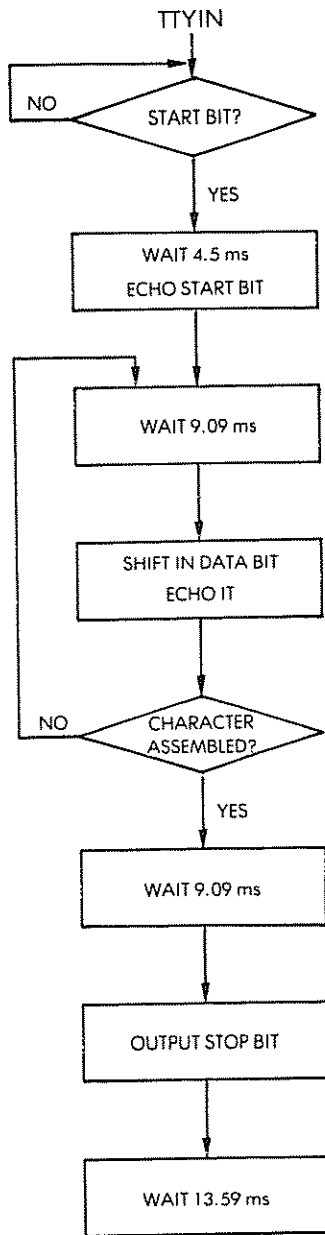 TTYIN
START BIT?
NO
YES
WAIT 4.5 ms
ECHO START BIT
WAIT 9.09 ms
SHIFT IN DATA BIT
ECHO IT
CHARACTER
ASSEMBLED?
NO
YES
WAIT 9.09 ms
OUTPUT STOP BIT
WAIT 13.59 ms